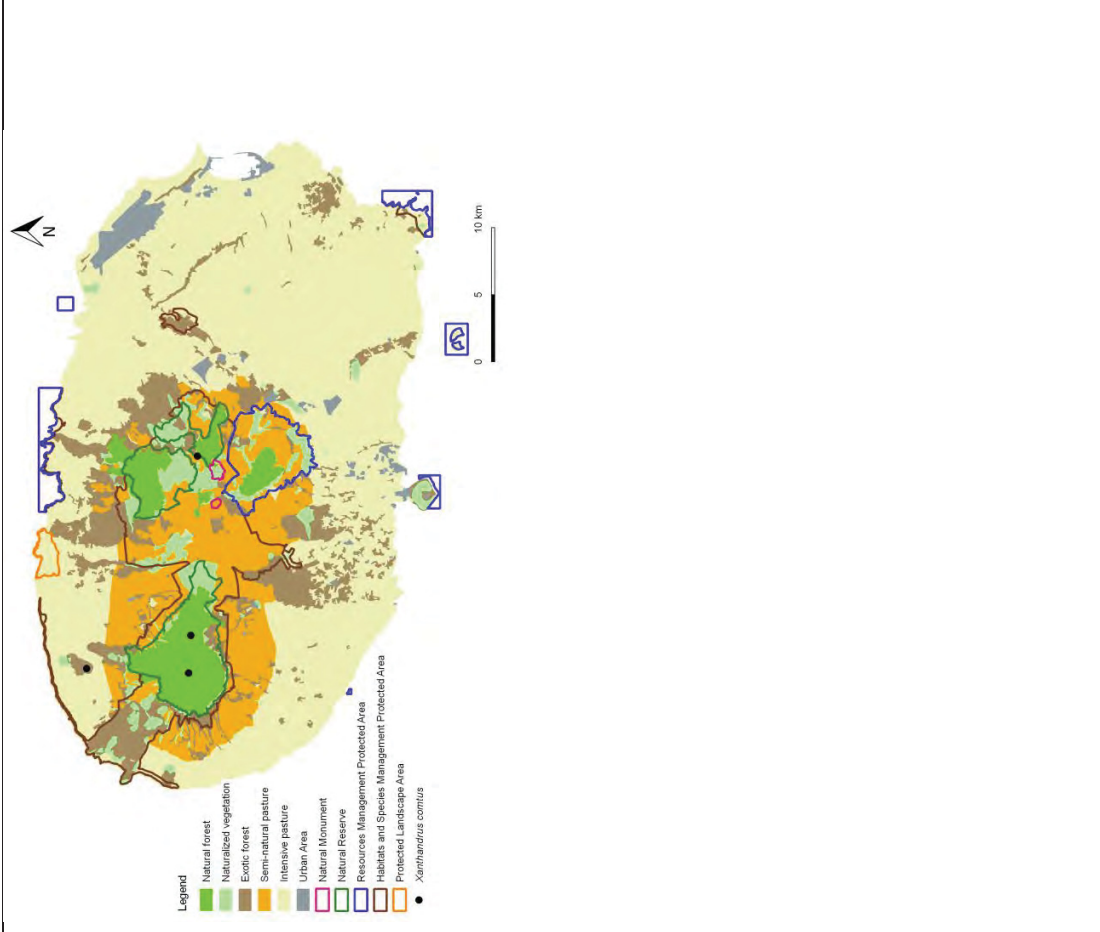 N
0 5 10 km
Legend
Natural forest
Naturalized vegetation
Exotic forest
Semi-natural pasture
Intensive pasture
Urban Area
Natural Monument
Natural Reserve
Resources Management Protected Area
Habitats and Species Management Protected Area
Protected Landscape Area
Xanthandrus comtus